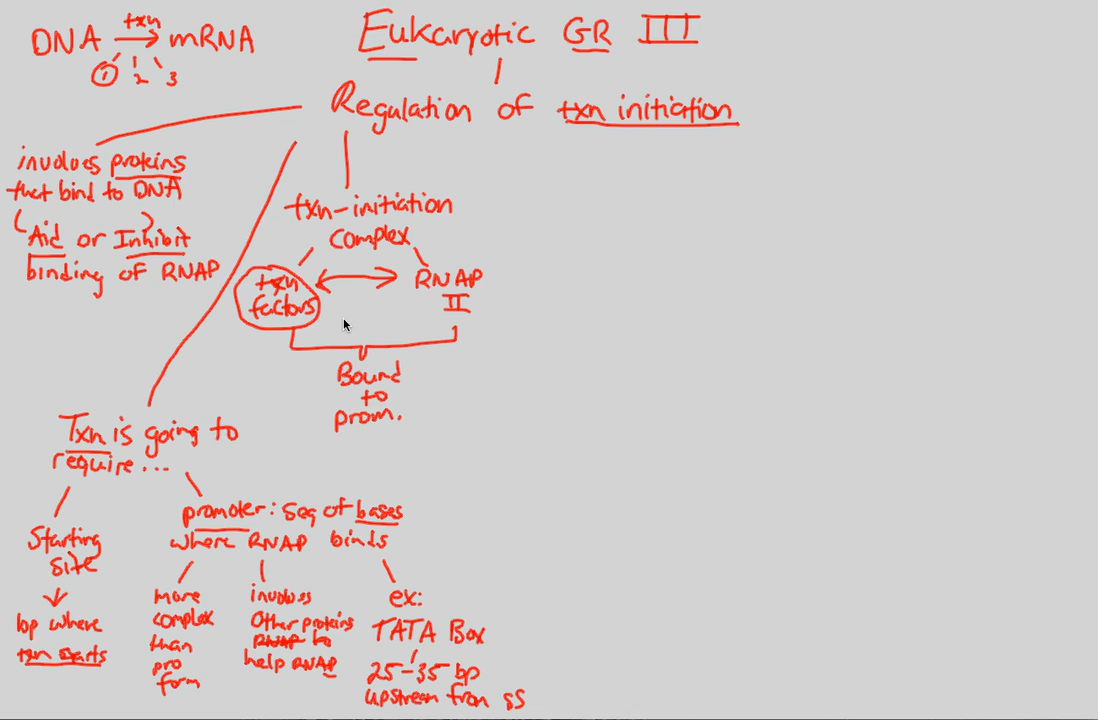 DNA txn → mRNA
① 2 3
Eukaryotic GR III
Regulation of txn initiation
involves proteins
that bind to DNA
Aid or Inhibit
binding of RNAP
txn-initiation
complex
txn
factors
RNAP
II
Bound
to
prom.
Txn is going to
require...
Starting
site
bp where
txn starts
promoter: seq of bases
where RNAP binds
more
complex
than
pro
form
involves
other proteins
RNAP to
help RNAP
ex:
TATA Box
25-35 bp
upstream from SS